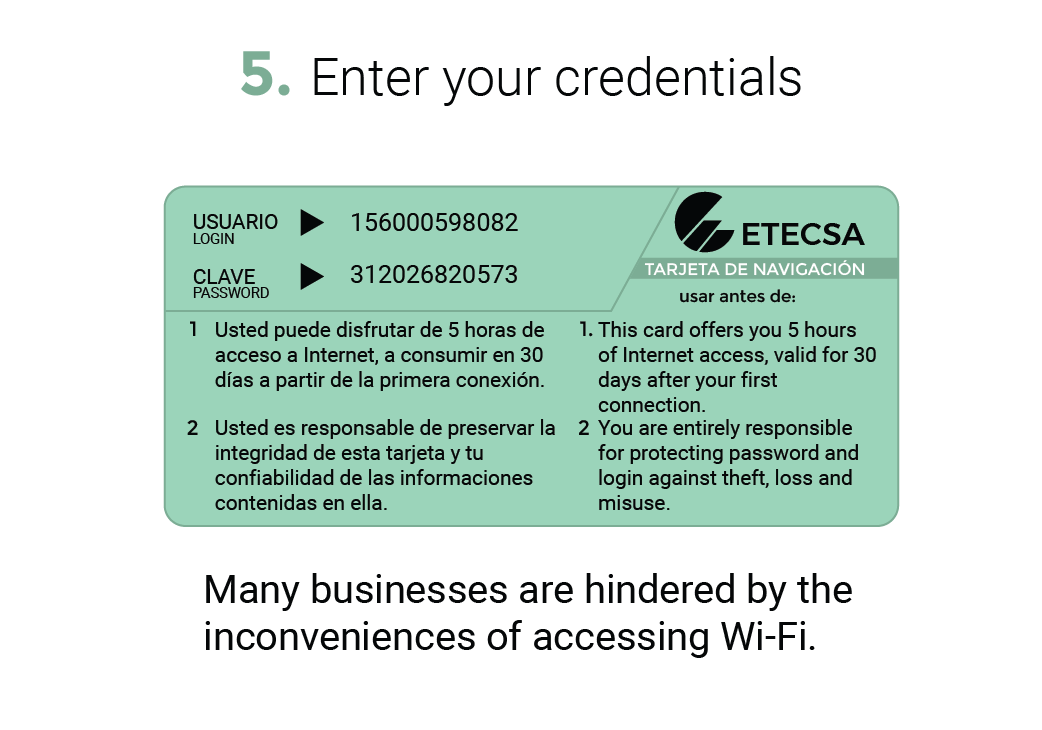 5. Enter your credentials
USUARIO
LOGIN
156000598082
CLAVE
PASSWORD
312026820573
ETECSA
TARJETA DE NAVIGACIÓN
usar antes de:
1 Usted puede disfrutar de 5 horas de
acceso a Internet, a consumir en 30
días a partir de la primera conexión.
2 Usted es responsable de preservar la
integridad de esta tarjeta y tu
confiabilidad de las informaciones
contenidas en ella.
1. This card offers you 5 hours
of Internet access, valid for 30
days after your first
connection.
2 You are entirely responsible
for protecting password and
login against theft, loss and
misuse.
Many businesses are hindered by the
inconveniences of accessing Wi-Fi.